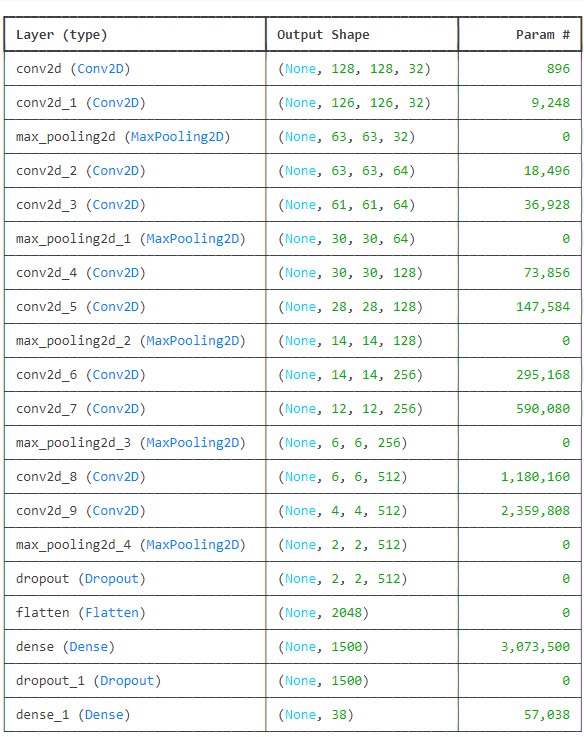 Layer (type) Output Shape Param #
conv2d (Conv2D) (None, 128, 128, 32) 896
conv2d_1 (Conv2D) (None, 126, 126, 32) 9,248
max_pooling2d (MaxPooling2D) (None, 63, 63, 32) 0
conv2d_2 (Conv2D) (None, 63, 63, 64) 18,496
conv2d_3 (Conv2D) (None, 61, 61, 64) 36,928
max_pooling2d_1 (MaxPooling2D) (None, 30, 30, 64) 0
conv2d_4 (Conv2D) (None, 30, 30, 128) 73,856
conv2d_5 (Conv2D) (None, 28, 28, 128) 147,584
max_pooling2d_2 (MaxPooling2D) (None, 14, 14, 128) 0
conv2d_6 (Conv2D) (None, 14, 14, 256) 295,168
conv2d_7 (Conv2D) (None, 12, 12, 256) 590,080
max_pooling2d_3 (MaxPooling2D) (None, 6, 6, 256) 0
conv2d_8 (Conv2D) (None, 6, 6, 512) 1,180,160
conv2d_9 (Conv2D) (None, 4, 4, 512) 2,359,808
max_pooling2d_4 (MaxPooling2D) (None, 2, 2, 512) 0
dropout (Dropout) (None, 2, 2, 512) 0
flatten (Flatten) (None, 2048) 0
dense (Dense) (None, 1500) 3,073,500
dropout_1 (Dropout) (None, 1500) 0
dense_1 (Dense) (None, 38) 57,038